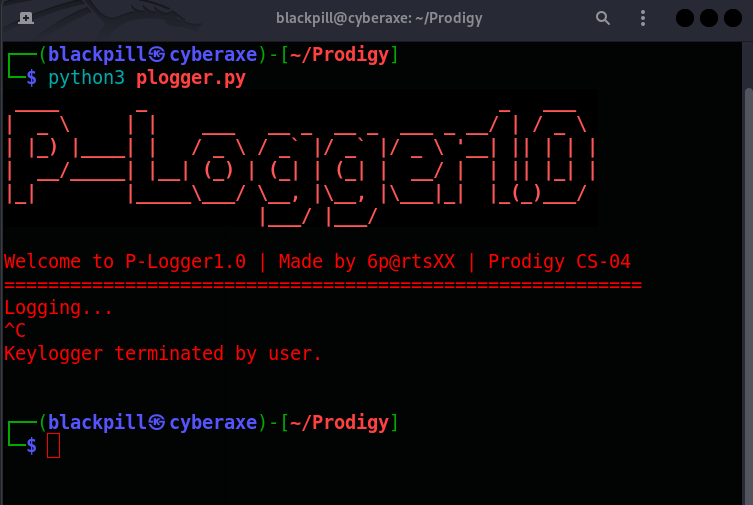 blackpill@cyberaxe: ~/Prodigy
┌──(blackpill㉿cyberaxe)-[~/Prodigy]
└─$ python3 plogger.py
P-Logger1.0
Welcome to P-Logger1.0 | Made by 6p@rtsXX | Prodigy CS-04
==========================================================
Logging...
^C
Keylogger terminated by user.
┌──(blackpill㉿cyberaxe)-[~/Prodigy]
└─$